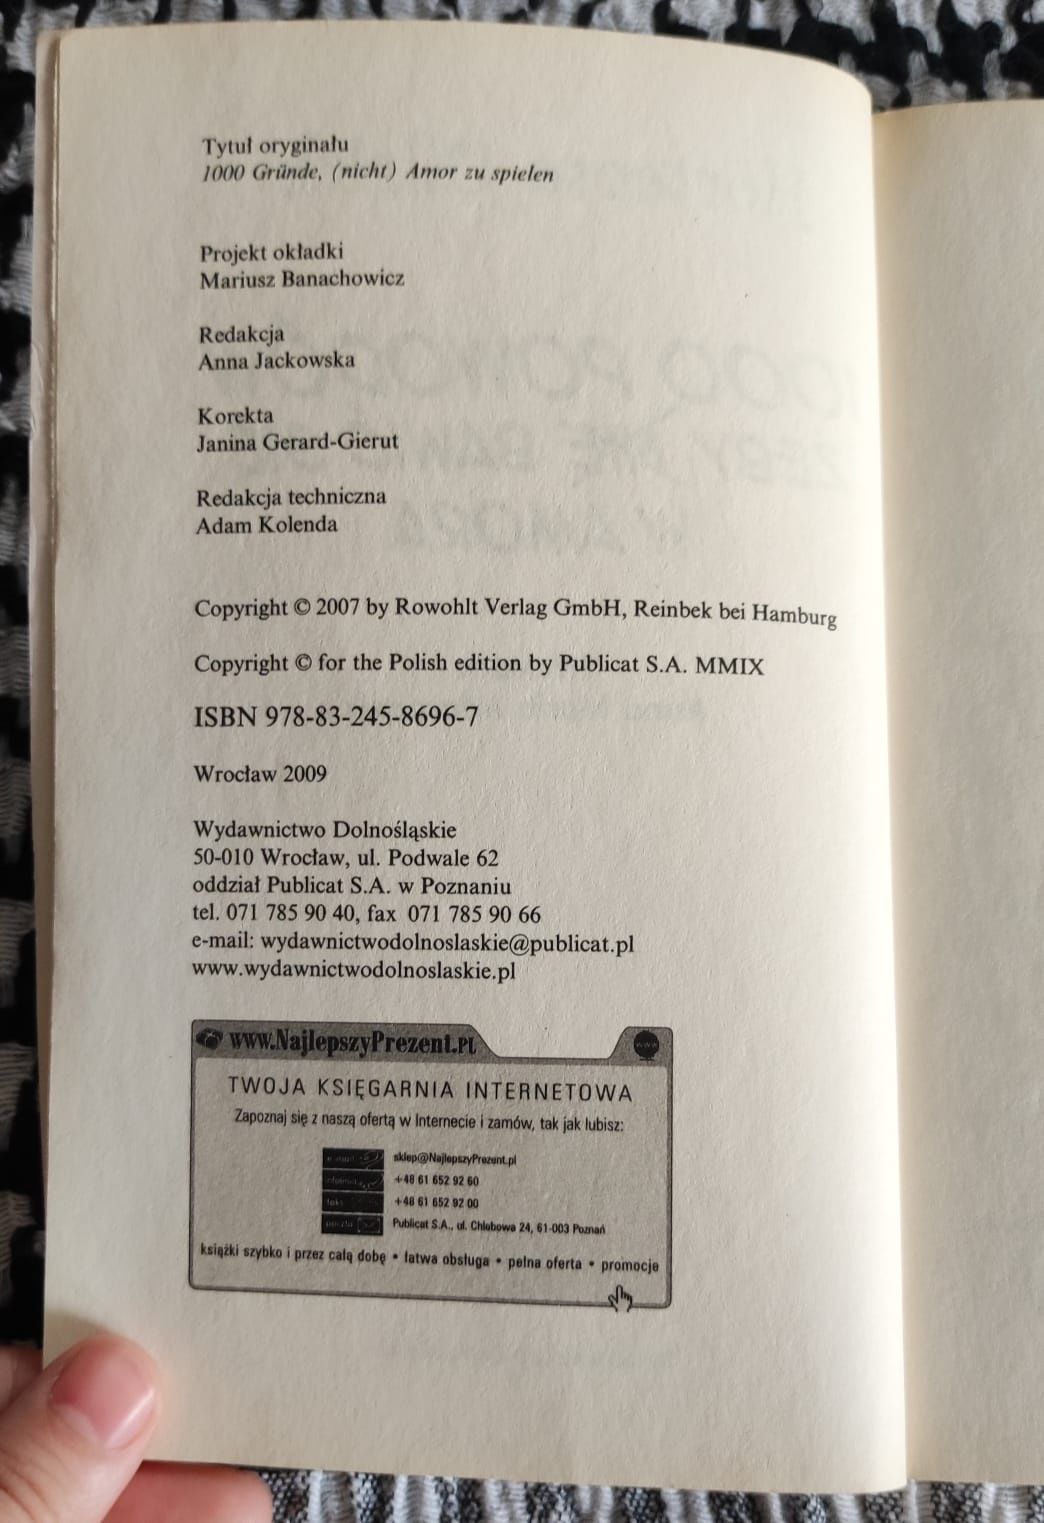 Tytuł oryginału
1000 Gründe, (nicht) Amor zu spielen
Projekt okładki
Mariusz Banachowicz
Redakcja
Anna Jackowska
Korekta
Janina Gerard-Gierut
Redakcja techniczna
Adam Kolenda
Copyright © 2007 by Rowohlt Verlag GmbH, Reinbek bei Hamburg
Copyright © for the Polish edition by Publicat S.A. MMIX
ISBN 978-83-245-8696-7
Wrocław 2009
Wydawnictwo Dolnośląskie
50-010 Wrocław, ul. Podwale 62
oddział Publicat S.A. w Poznaniu
tel. 071 785 90 40, fax 071 785 90 66
e-mail: wydawnictwodolnoslaskie@publicat.pl
www.wydawnictwodolnoslaskie.pl
www.NajlepszyPrezent.PL
TWOJA KSIĘGARNIA INTERNETOWA
Zapoznaj się z naszą ofertą w Internecie i zamów, tak jak lubisz:
sklep@NajlepszyPrezent.pl
+48 61 652 92 60
+48 61 652 92 00
Publicat S.A., ul. Chlebowa 24, 61-003 Poznań
książki szybko i przez całą dobę • łatwa obsługa • pełna oferta • promocje